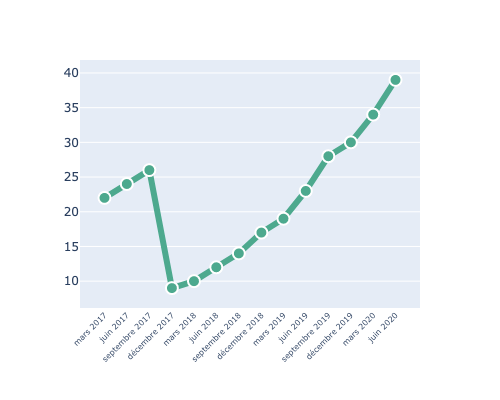 40
35
30
25
20
15
10
mars 2017
juin 2017
septembre 2017
décembre 2017
mars 2018
juin 2018
septembre 2018
décembre 2018
mars 2019
juin 2019
septembre 2019
décembre 2019
mars 2020
juin 2020